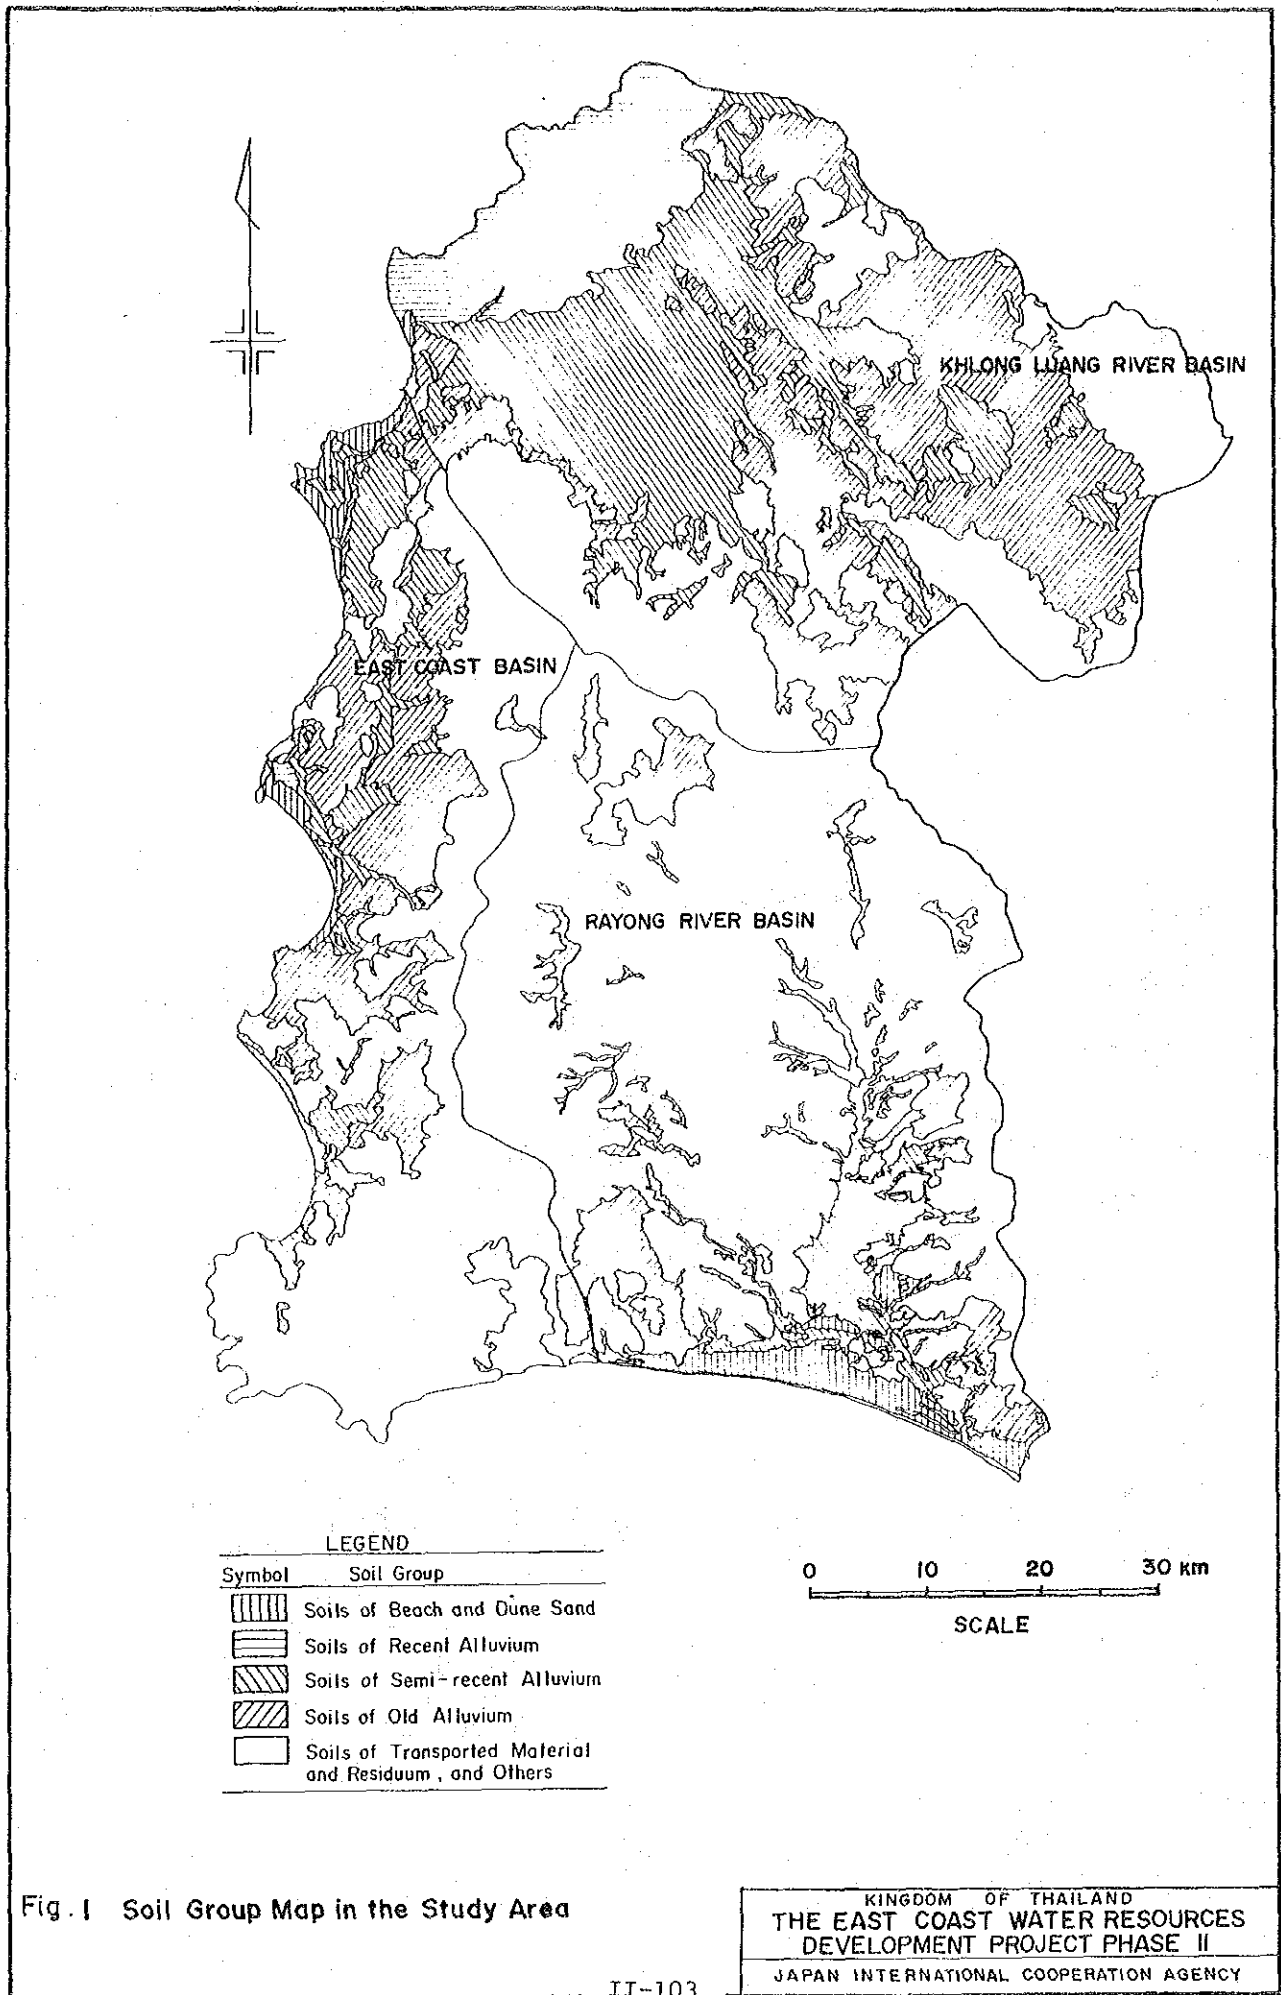 KHLONG LUANG RIVER BASIN
EAST COAST BASIN
RAYONG RIVER BASIN
LEGEND
Symbol Soil Group
Soils of Beach and Dune Sand
Soils of Recent Alluvium
Soils of Semi-recent Alluvium
Soils of Old Alluvium
Soils of Transported Material
and Residuum, and Others
0 10 20 30 km
SCALE
Fig. 1 Soil Group Map in the Study Area
KINGDOM OF THAILAND
THE EAST COAST WATER RESOURCES
DEVELOPMENT PROJECT PHASE II
JAPAN INTERNATIONAL COOPERATION AGENCY
II-103